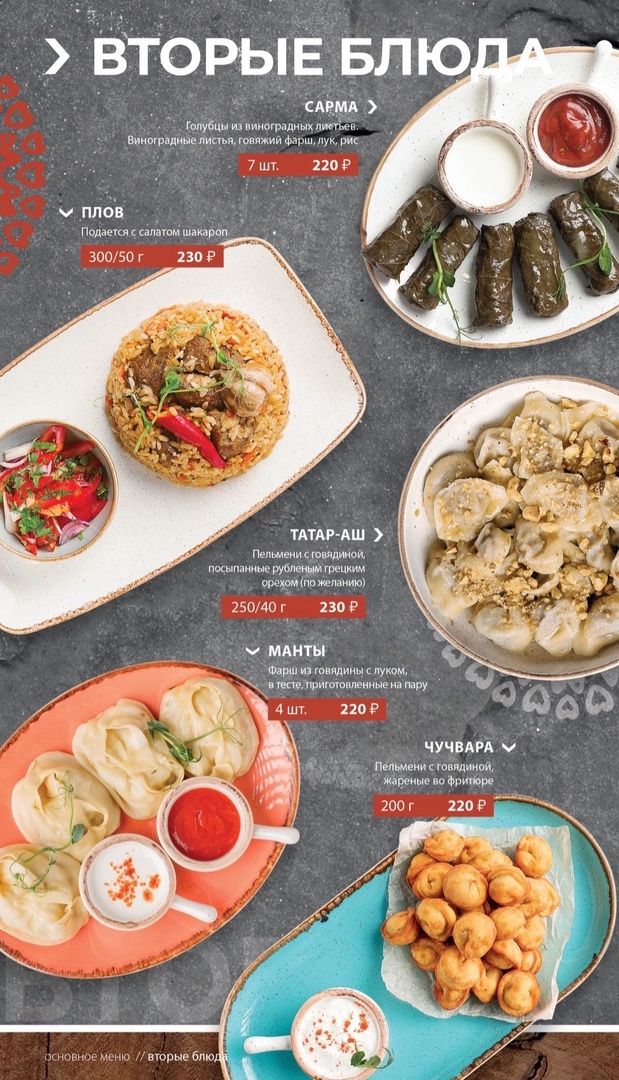 ВТОРЫЕ БЛЮДА
САРМА
Голубцы из виноградных листьев.
Виноградные листья, говяжий фарш, лук, рис
7 шт. 220 ₽
ПЛОВ
Подается с салатом шакароп
300/50 г 230 ₽
ТАТАР-АШ
Пельмени с говядиной,
посыпанные рубленым грецким
орехом (по желанию)
250/40 г 230 ₽
МАНТЫ
Фарш из говядины с луком,
в тесте, приготовленные на пару
4 шт. 220 ₽
ЧУЧВАРА
Пельмени с говядиной,
жареные во фритюре
200 г 220 ₽
ВТО
основное меню // вторые блюда